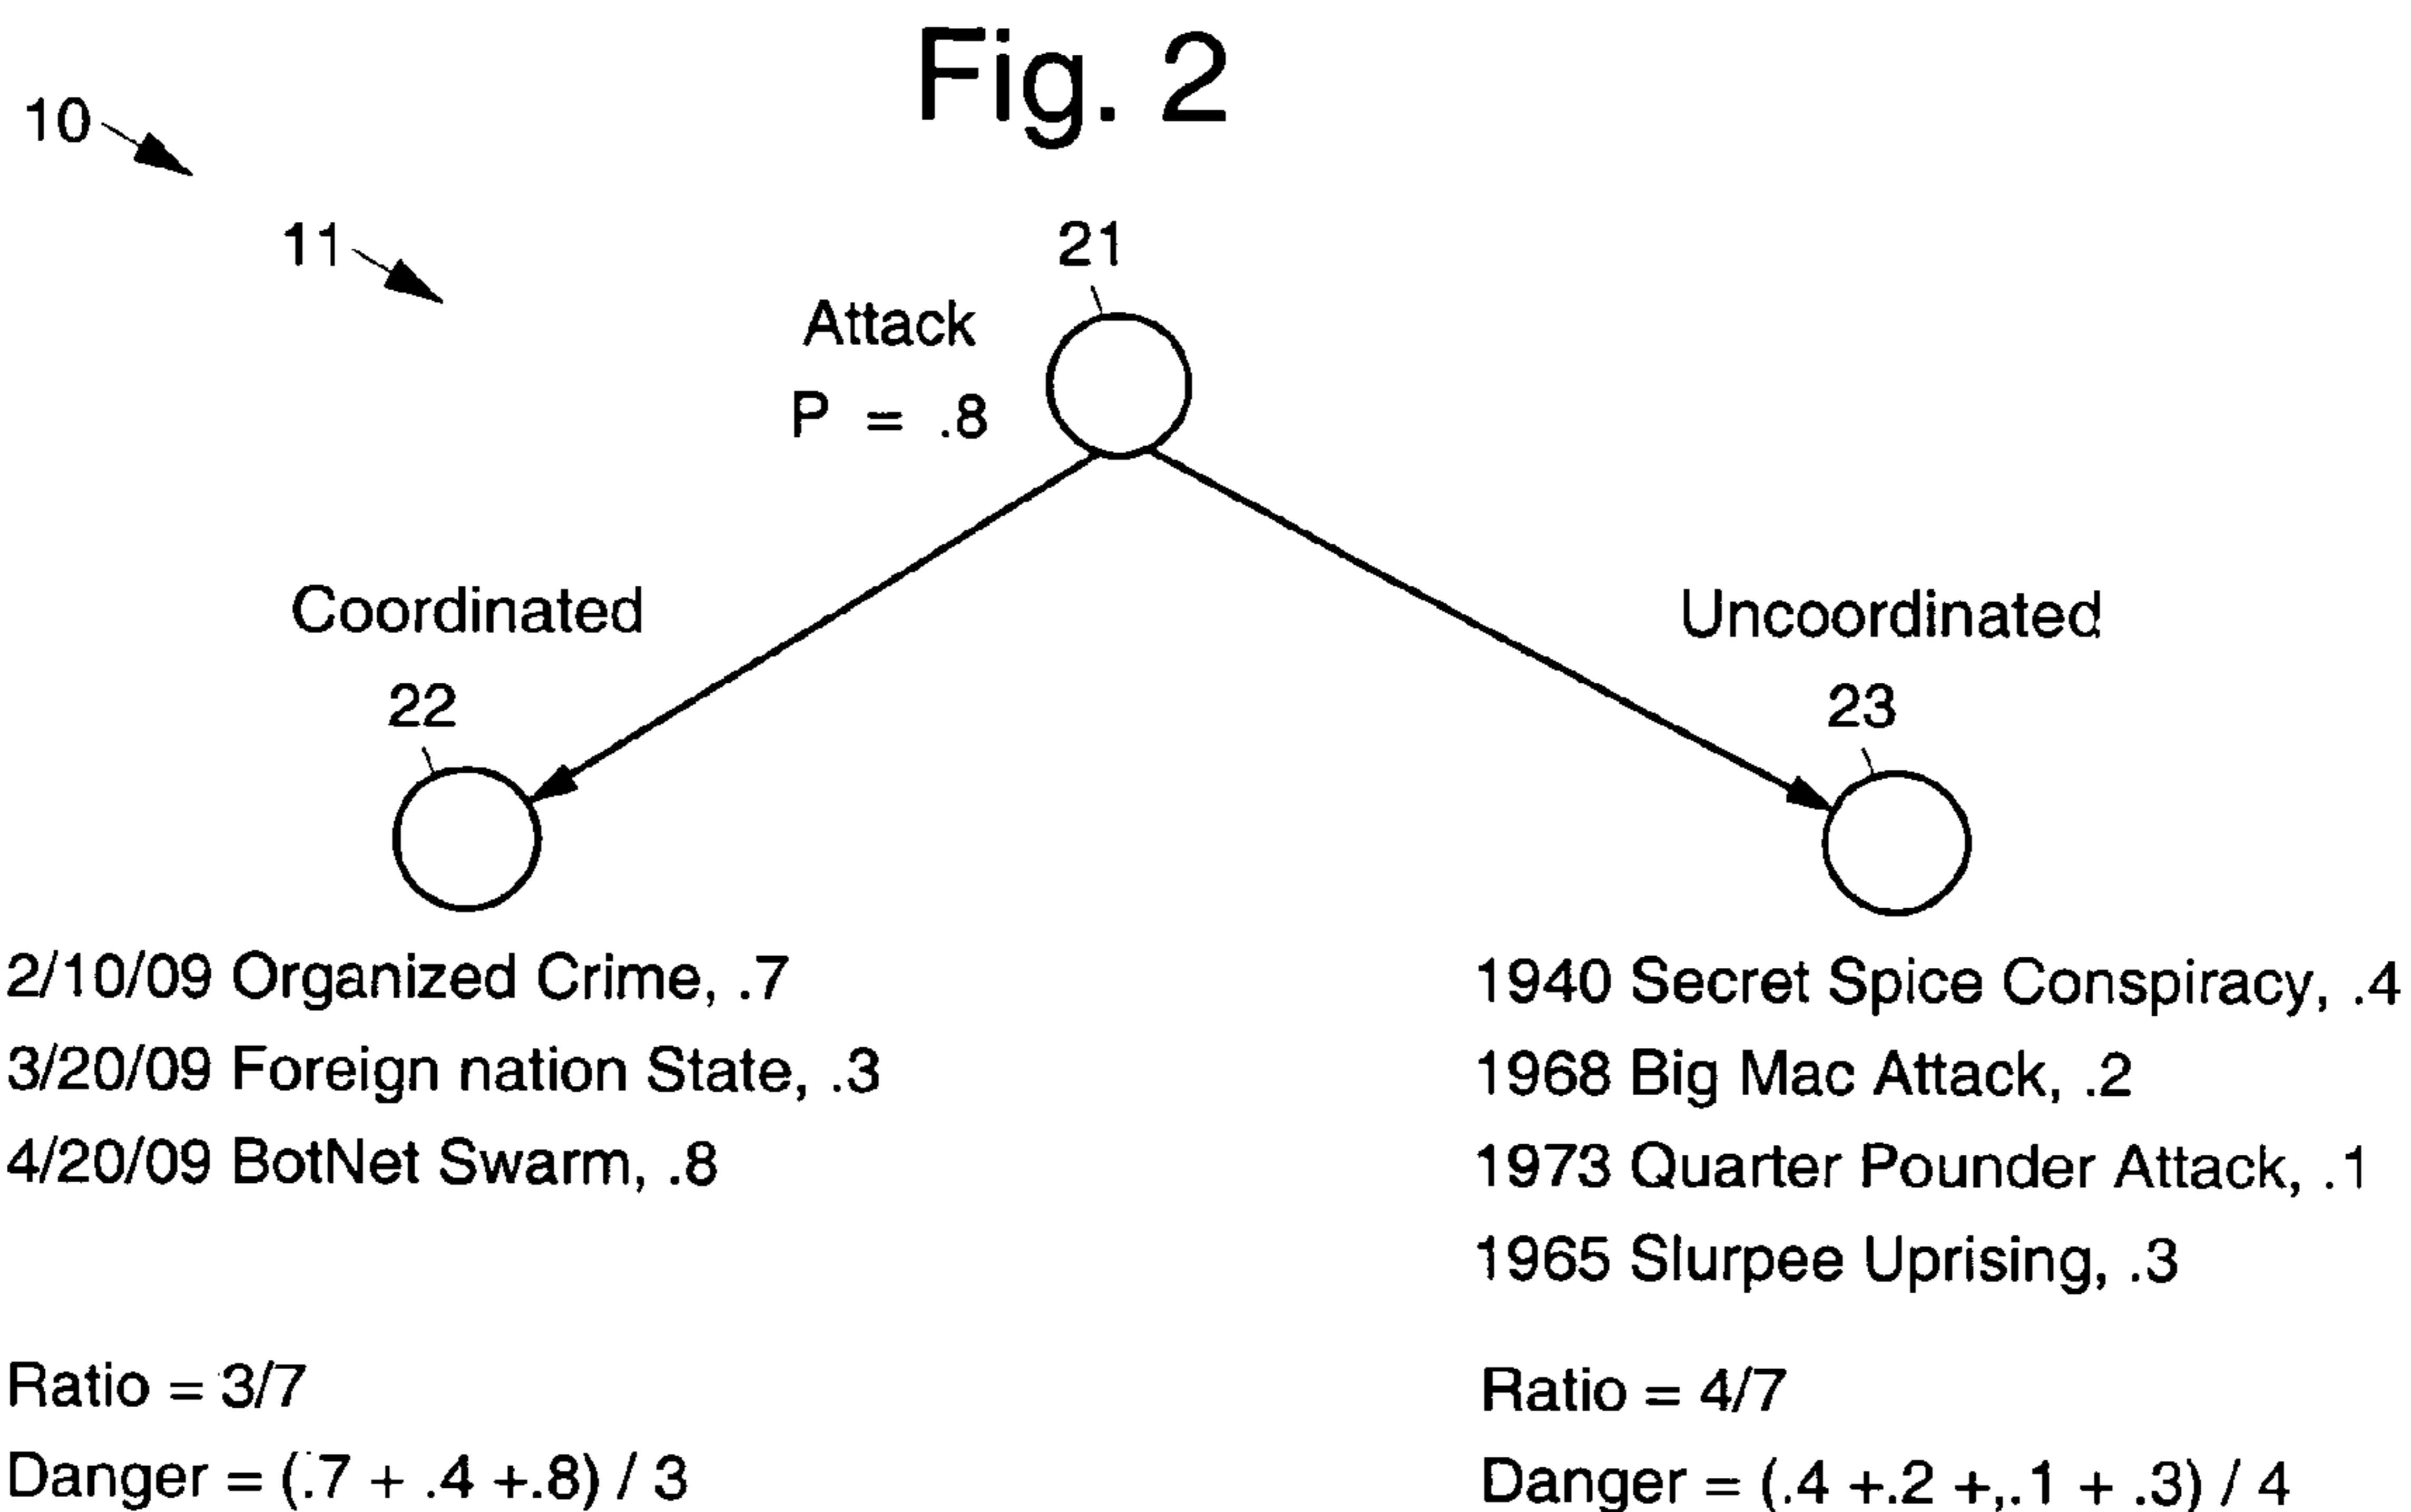 Fig. 2
10
11
21
Attack
P = .8
Coordinated
22
Uncoordinated
23
2/10/09 Organized Crime, .7
3/20/09 Foreign nation State, .3
4/20/09 BotNet Swarm, .8
Ratio = 3/7
Danger = (.7 + .4 +.8) / 3
1940 Secret Spice Conspiracy, .4
1968 Big Mac Attack, .2
1973 Quarter Pounder Attack, .1
1965 Slurpee Uprising, .3
Ratio = 4/7
Danger = (.4 +.2 +,.1 + .3) / 4